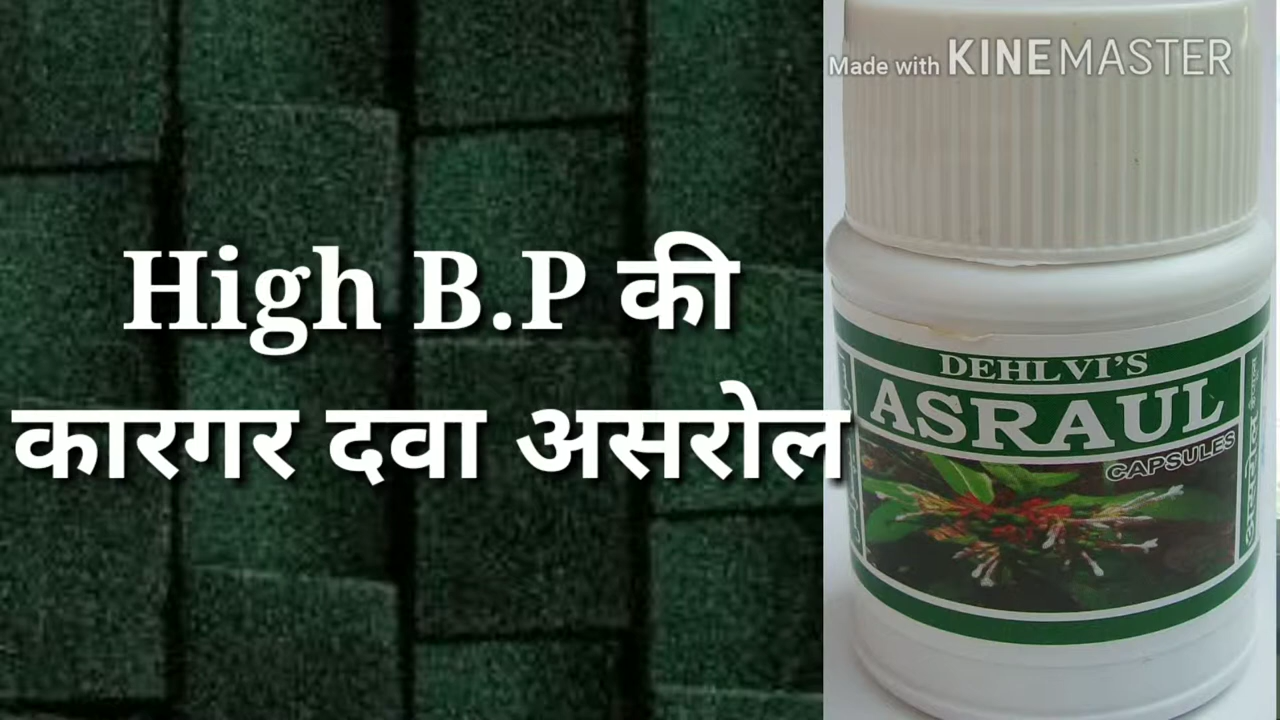 Made with KINEMASTER
High B.P की
कारगर दवा असरोल
DEHLVI'S
ASRAUL
CAPSULES